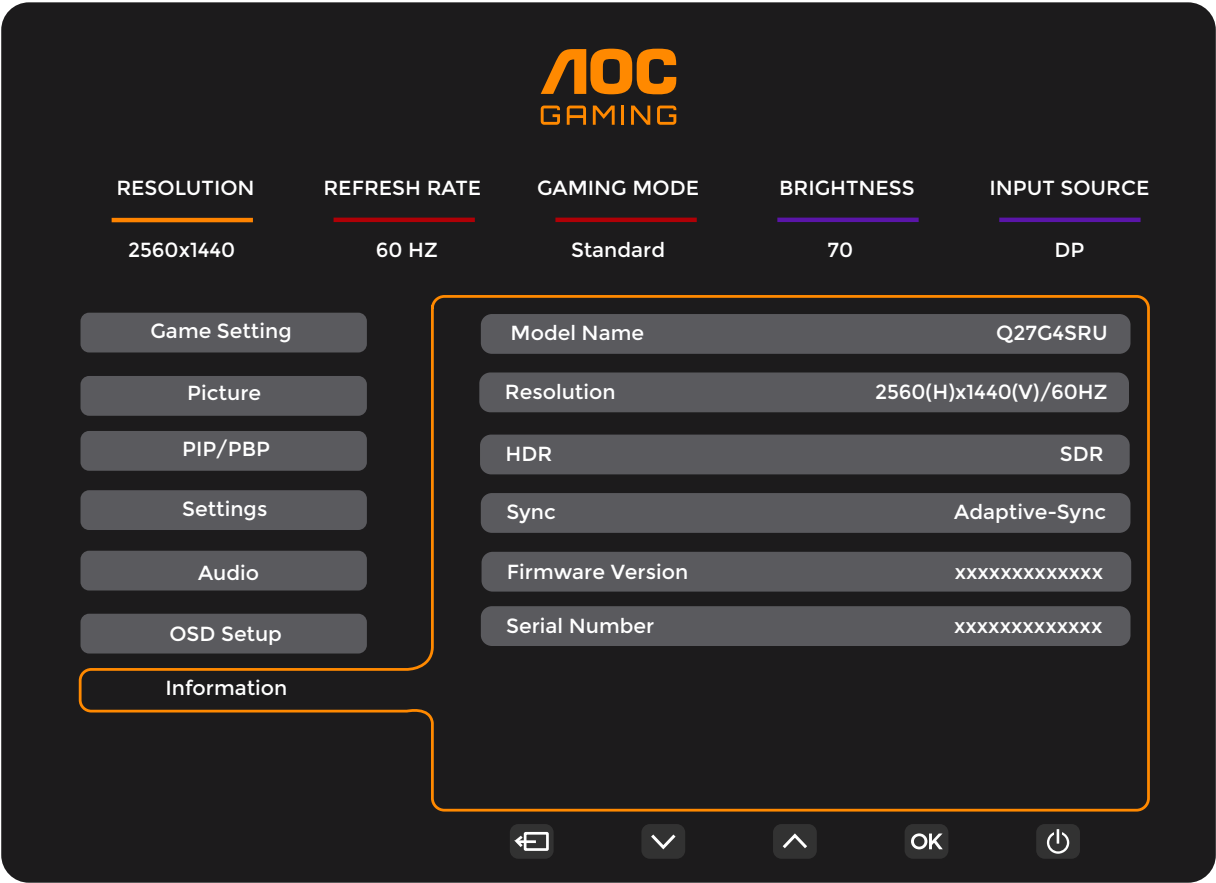 AOC
GAMING
RESOLUTION REFRESH RATE GAMING MODE BRIGHTNESS INPUT SOURCE
2560x1440 60 HZ Standard 70 DP
Game Setting
Picture
PIP/PBP
Settings
Audio
OSD Setup
Information
Model Name Q27G4SRU
Resolution 2560(H)x1440(V)/60HZ
HDR SDR
Sync Adaptive-Sync
Firmware Version xxxxxxxxxxxxx
Serial Number xxxxxxxxxxxxx
OK